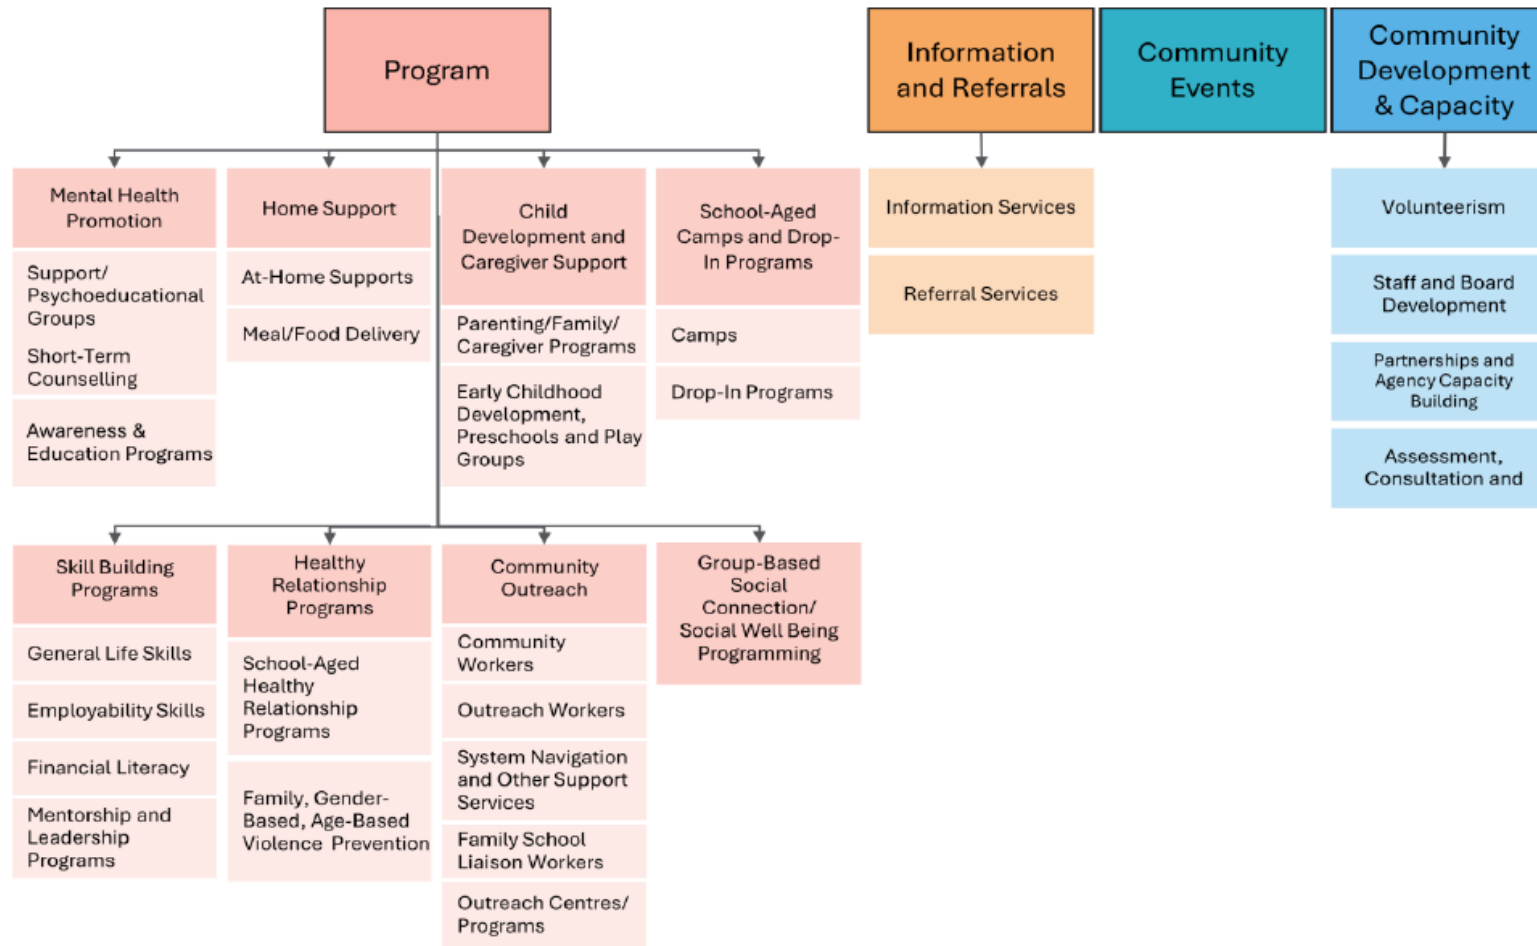 Program
Information
and Referrals
Community
Events
Community
Development
& Capacity
Mental Health
Promotion
Support/
Psychoeducational
Groups
Short-Term
Counselling
Awareness &
Education Programs
Home Support
At-Home Supports
Meal/Food Delivery
Child
Development and
Caregiver Support
Parenting/Family/
Caregiver Programs
Early Childhood
Development,
Preschools and Play
Groups
School-Aged
Camps and Drop-
In Programs
Camps
Drop-In Programs
Information Services
Referral Services
Volunteerism
Staff and Board
Development
Partnerships and
Agency Capacity
Building
Assessment,
Consultation and
Skill Building
Programs
General Life Skills
Employability Skills
Financial Literacy
Mentorship and
Leadership
Programs
Healthy
Relationship
Programs
School-Aged
Healthy
Relationship
Programs
Family, Gender-
Based, Age-Based
Violence Prevention
Community
Outreach
Community
Workers
Outreach Workers
System Navigation
and Other Support
Services
Family School
Liaison Workers
Outreach Centres/
Programs
Group-Based
Social
Connection/
Social Well Being
Programming